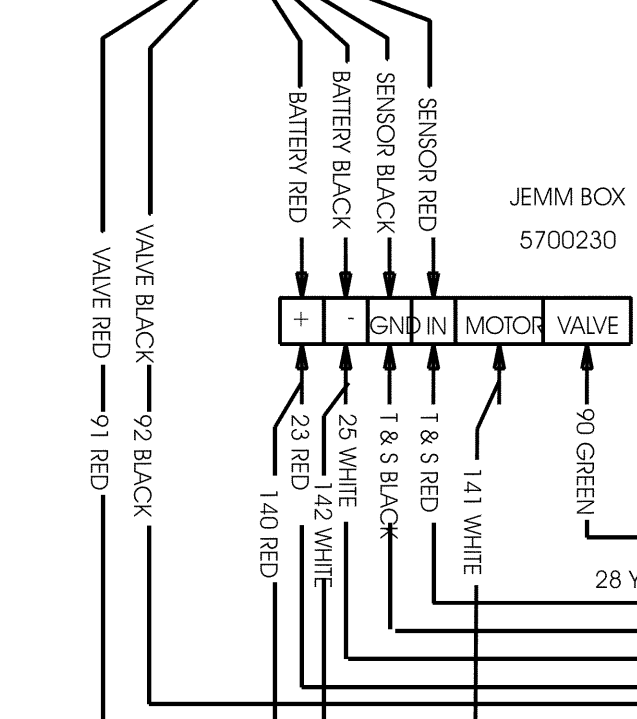 BATTERY RED
BATTERY BLACK
SENSOR BLACK
SENSOR RED
JEMM BOX
5700230
VALVE RED
VALVE BLACK
+
-
GND
IN
MOTOR
VALVE
91 RED
92 BLACK
140 RED
23 RED
142 WHITE
25 WHITE
T & S BLACK
T & S RED
141 WHITE
90 GREEN
28 Y